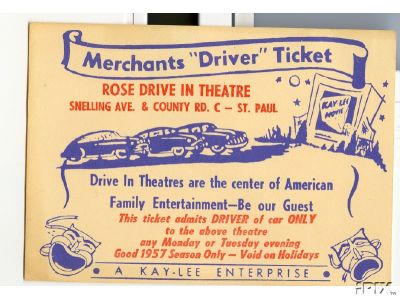 Merchants "Driver" Ticket
ROSE DRIVE IN THEATRE
SNELLING AVE. & COUNTY RD. C – ST. PAUL
KAY-LEE
MOVIE
Drive In Theatres are the center of American
Family Entertainment—Be our Guest
This ticket admits DRIVER of car ONLY
to the above theatre
any Monday or Tuesday evening
Good 1957 Season Only – Void on Holidays
• A KAY-LEE ENTERPRISE •